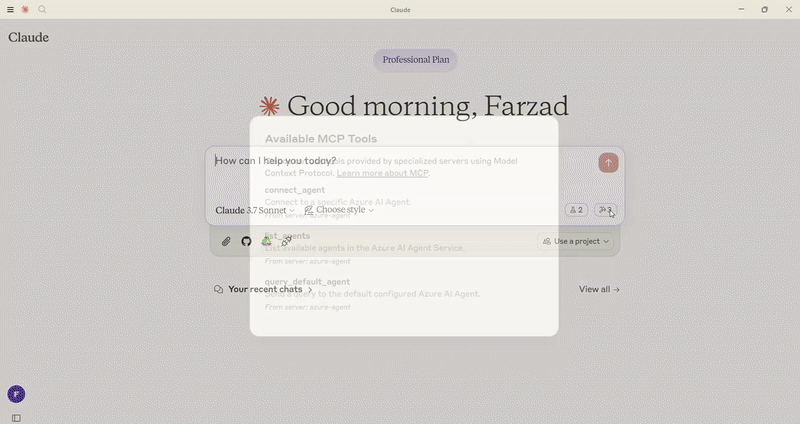 Claude
Claude
Professional Plan
Good morning, Farzad
Available MCP Tools
How can I help you today?
provided by specialized servers using Model
Context Protocol. Learn more about MCP.
connect_agent
Connect to a specific Azure AI Agent.
From server: azure-agent
Claude 3.7 Sonnet
Choose style
2
3
list_agents
List available agents in the Azure AI Agent Service.
From server: azure-agent
Use a project
query_default_agent
Send a query to the default configured Azure AI Agent.
From server: azure-agent
Your recent chats
View all →
F